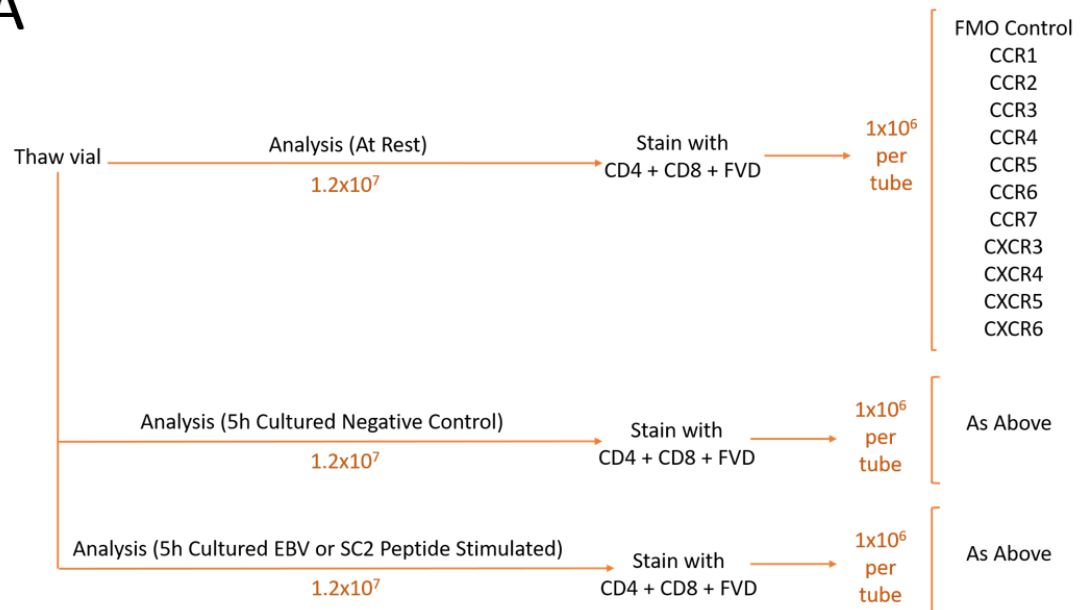 A
FMO Control
CCR1
CCR2
CCR3
CCR4
CCR5
CCR6
CCR7
CXCR3
CXCR4
CXCR5
CXCR6
Thaw vial
Analysis (At Rest)
1.2x10⁷
Stain with
CD4 + CD8 + FVD
1x10⁶
per
tube
Analysis (5h Cultured Negative Control)
1.2x10⁷
Stain with
CD4 + CD8 + FVD
1x10⁶
per
tube
As Above
Analysis (5h Cultured EBV or SC2 Peptide Stimulated)
1.2x10⁷
Stain with
CD4 + CD8 + FVD
1x10⁶
per
tube
As Above